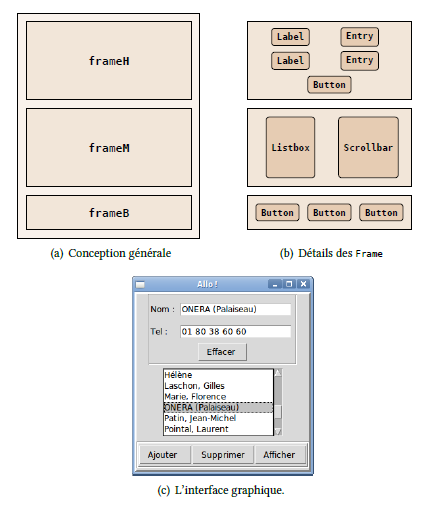 frameH
frameM
frameB
(a) Conception générale
Label Entry
Label Entry
Button
Listbox Scrollbar
Button Button Button
(b) Détails des Frame
Allo !
Nom : ONERA (Palaiseau)
Tel : 01 80 38 60 60
Effacer
Hélène
Laschon, Gilles
Marie, Florence
ONERA (Palaiseau)
Patin, Jean-Michel
Pointal, Laurent
Ajouter Supprimer Afficher
(c) L'interface graphique.